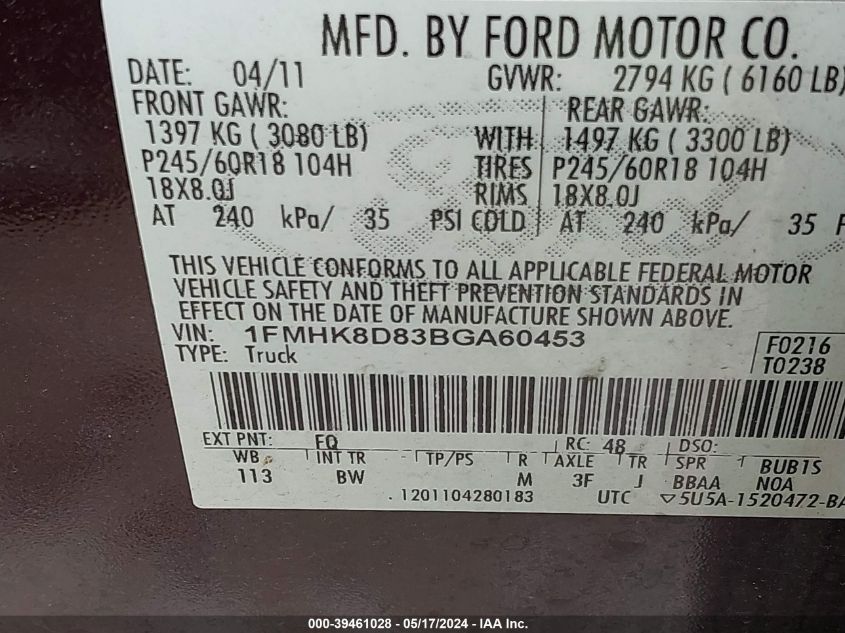 MFD. BY FORD MOTOR CO.
DATE: 04/11 GVWR: 2794 KG ( 6160 LB)
FRONT GAWR: REAR GAWR:
1397 KG ( 3080 LB) WITH 1497 KG ( 3300 LB)
P245/60R18 104H TIRES P245/60R18 104H
18X8.0J RIMS 18X8.0J
AT 240 kPa/ 35 PSI COLD AT 240 kPa/ 35 P
THIS VEHICLE CONFORMS TO ALL APPLICABLE FEDERAL MOTOR
VEHICLE SAFETY AND THEFT PREVENTION STANDARDS IN
EFFECT ON THE DATE OF MANUFACTURE SHOWN ABOVE.
VIN: 1FMHK8D83BGA60453
TYPE: Truck
F0216
T0238
EXT PNT: FQ RC: 48 DSO:
WB INT TR TP/PS R AXLE TR SPR BUB1S
113 BW M 3F J BBAA NOA
.1201104280183 UTC ▽5U5A-1520472-BA
000-39461028 - 05/17/2024 - IAAI.com